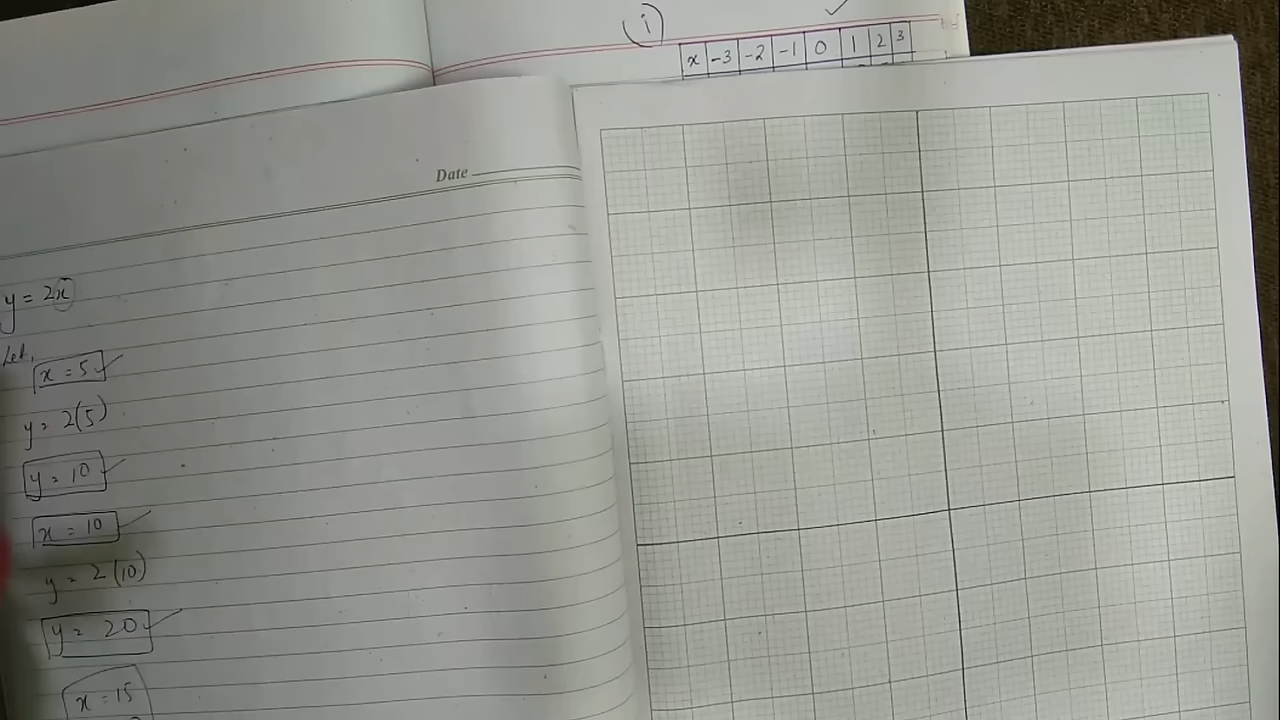 (i)
x -3 -2 -1 0 1 2 3
Date
y = 2x
Let,
x = 5
y = 2(5)
y = 10
x = 10
y = 2(10)
y = 20
x = 15